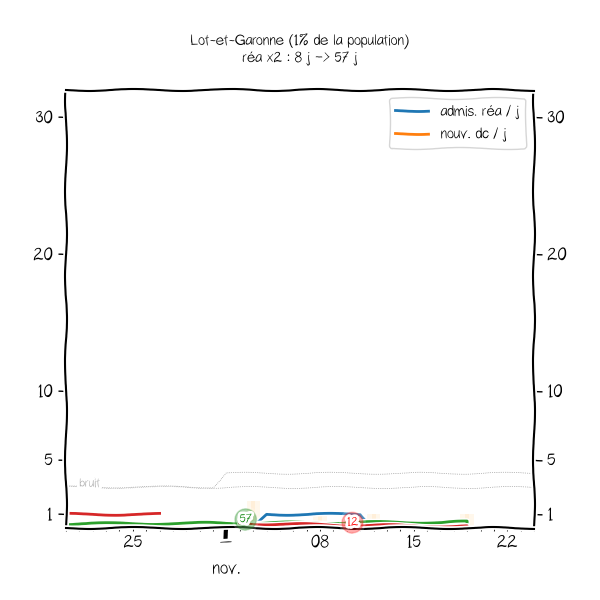 Lot-et-Garonne (1% de la population)
réa x2 : 8 j -> 57 j
admis. réa / j
nouv. dc / j
30
30
20
20
10
10
5
5
bruit
1
57
12
1
25
1
08
15
22
nov.